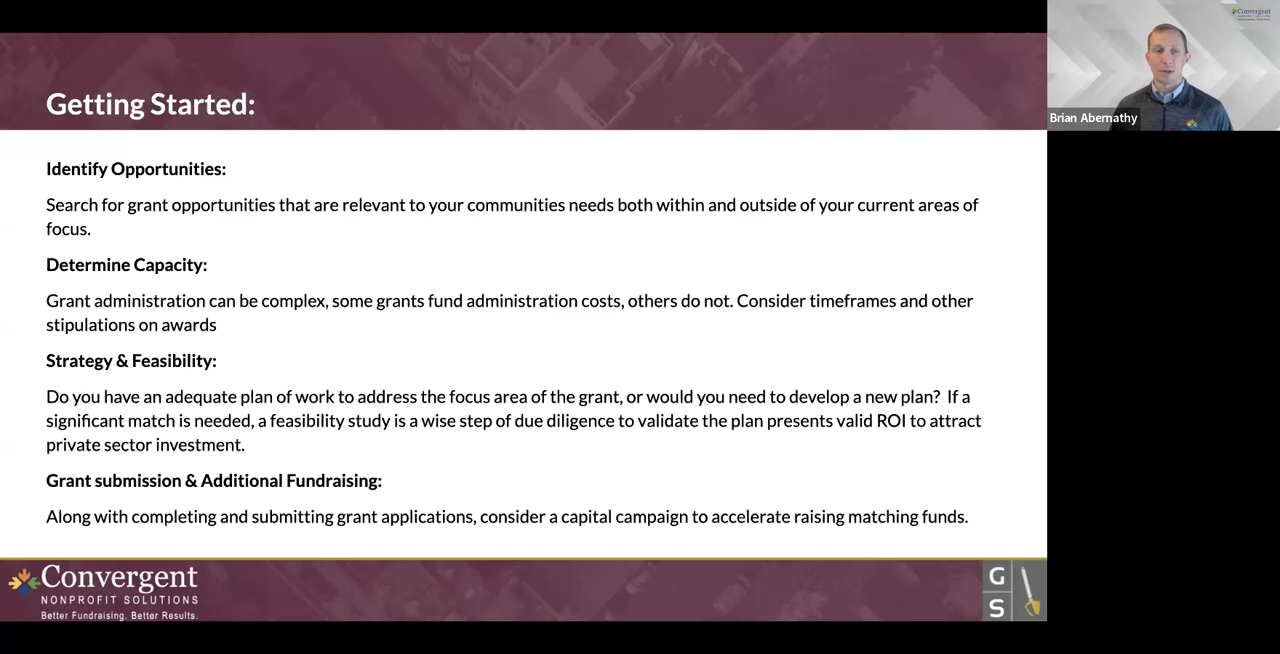 Getting Started:
Identify Opportunities:
Search for grant opportunities that are relevant to your communities needs both within and outside of your current areas of
focus.
Determine Capacity:
Grant administration can be complex, some grants fund administration costs, others do not. Consider timeframes and other
stipulations on awards
Strategy & Feasibility:
Do you have an adequate plan of work to address the focus area of the grant, or would you need to develop a new plan?  If a
significant match is needed, a feasibility study is a wise step of due diligence to validate the plan presents valid ROI to attract
private sector investment.
Grant submission & Additional Fundraising:
Along with completing and submitting grant applications, consider a capital campaign to accelerate raising matching funds.
Convergent
NONPROFIT SOLUTIONS
Better Fundraising. Better Results.
G
S
Convergent
Brian Abernathy